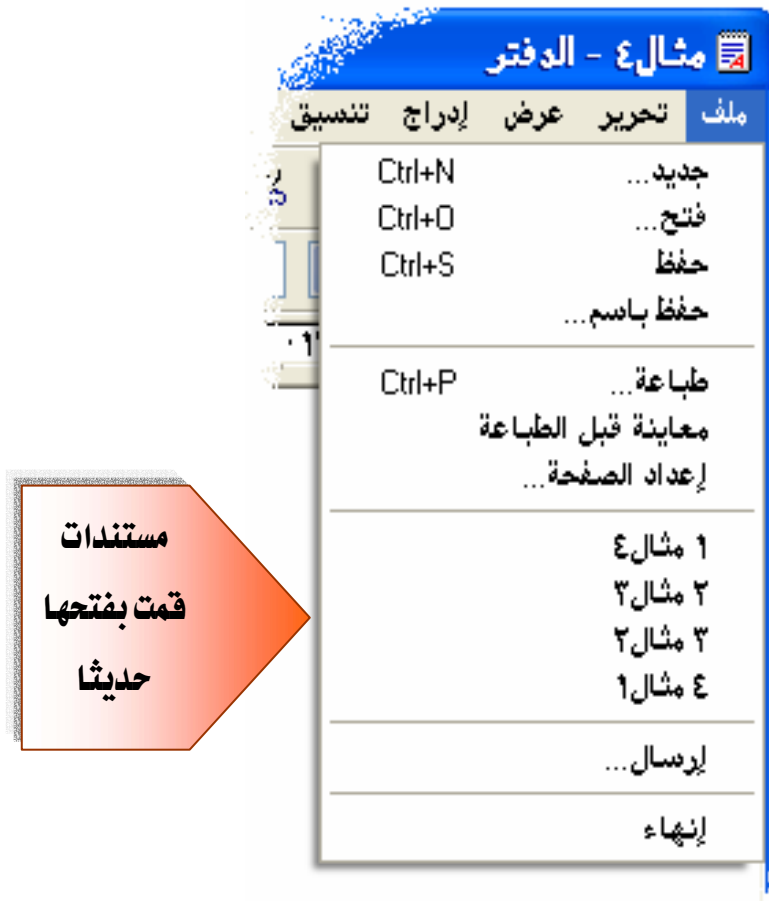 مثال٤ - الدفتر
ملف تحرير عرض إدراج تنسيق
جديد... Ctrl+N
فتح... Ctrl+O
حفظ Ctrl+S
حفظ باسم...
طباعة... Ctrl+P
معاينة قبل الطباعة
إعداد الصفحة...
١ مثال٤
٢ مثال٣
٣ مثال٢
٤ مثال١
إرسال...
إنهاء
مستندات
قمت بفتحها
حديثا